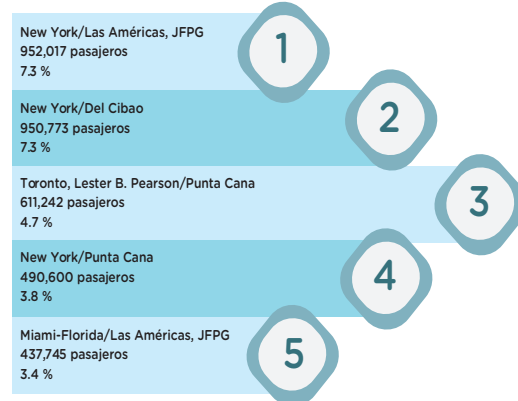 New York/Las Américas, JFPG
952,017 pasajeros
7.3 %
1
New York/Del Cibao
950,773 pasajeros
7.3 %
2
Toronto, Lester B. Pearson/Punta Cana
611,242 pasajeros
4.7 %
3
New York/Punta Cana
490,600 pasajeros
3.8 %
4
Miami-Florida/Las Américas, JFPG
437,745 pasajeros
3.4 %
5